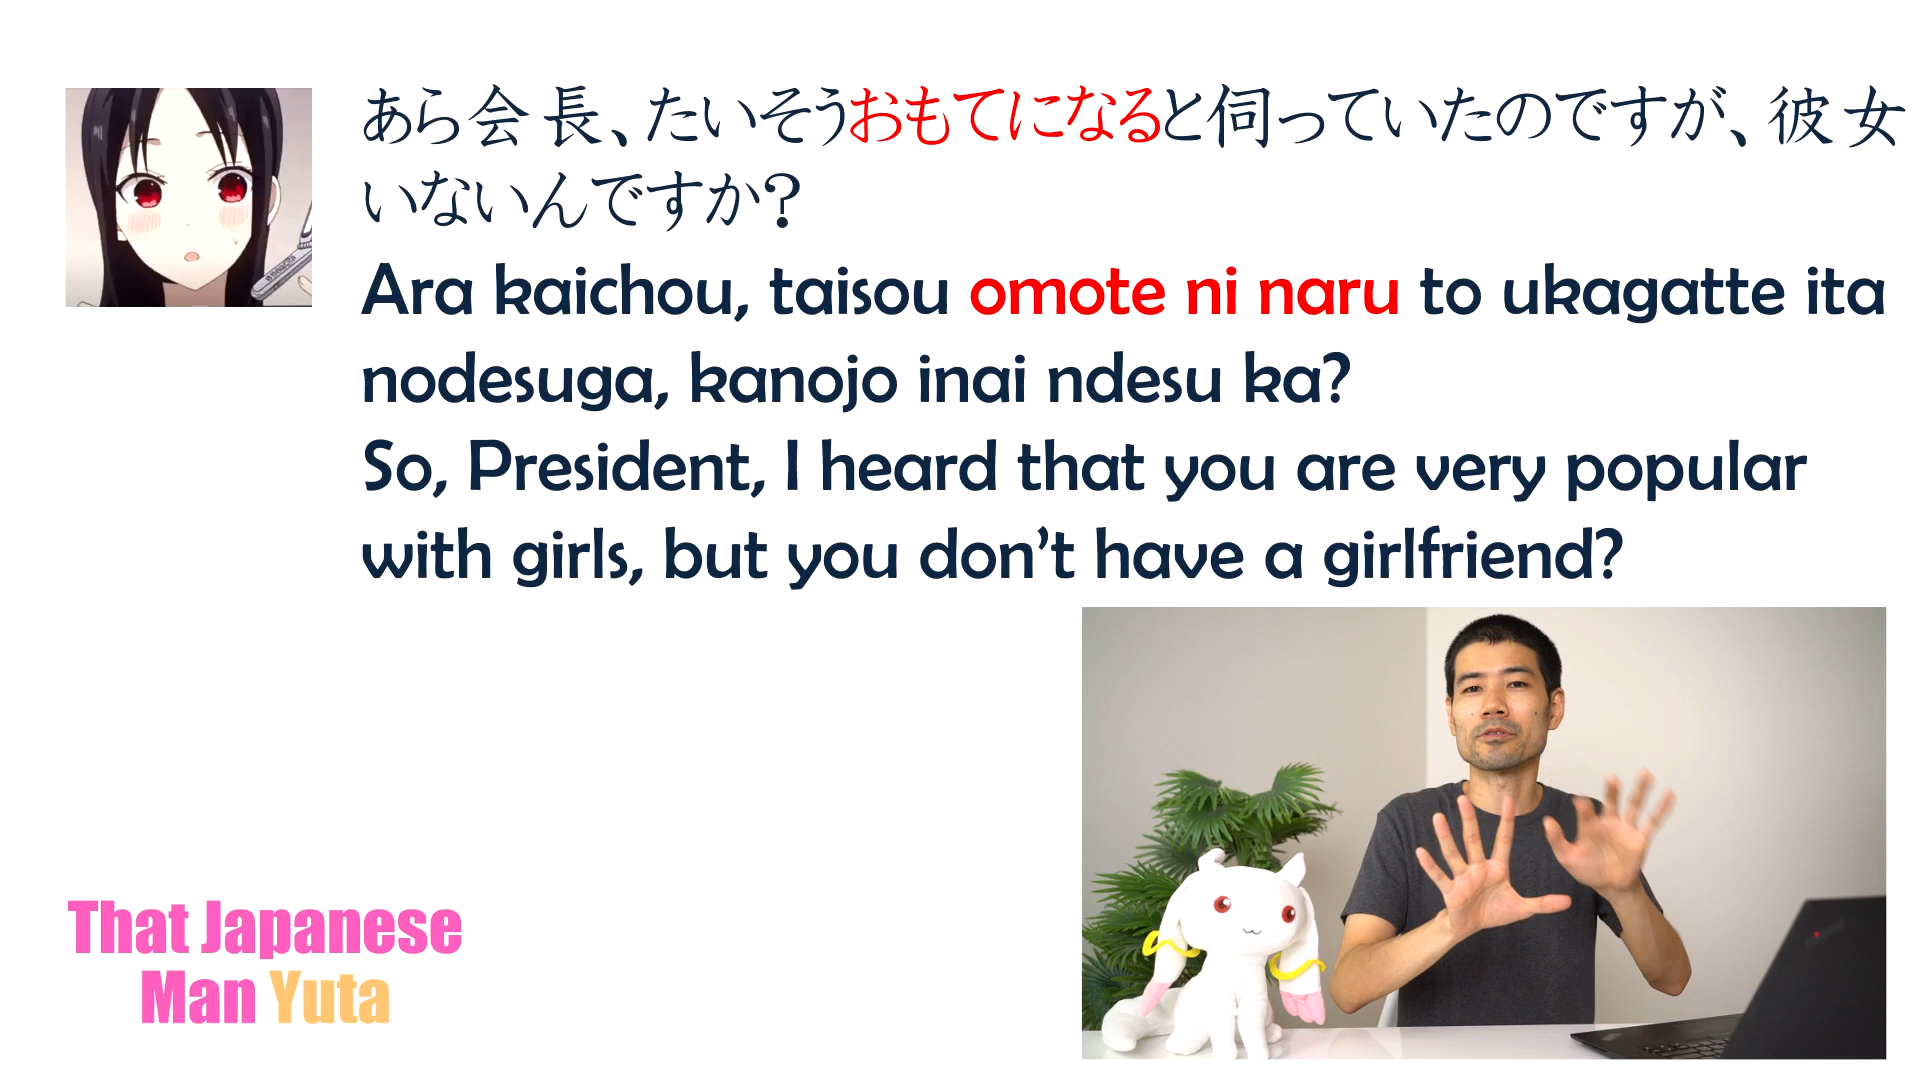 あら会長、たいそうおもてになると伺っていたのですが、彼女
いないんですか？
Ara kaichou, taisou omote ni naru to ukagatte ita
nodesuga, kanojo inai ndesu ka?
So, President, I heard that you are very popular
with girls, but you don’t have a girlfriend?
That Japanese
Man Yuta